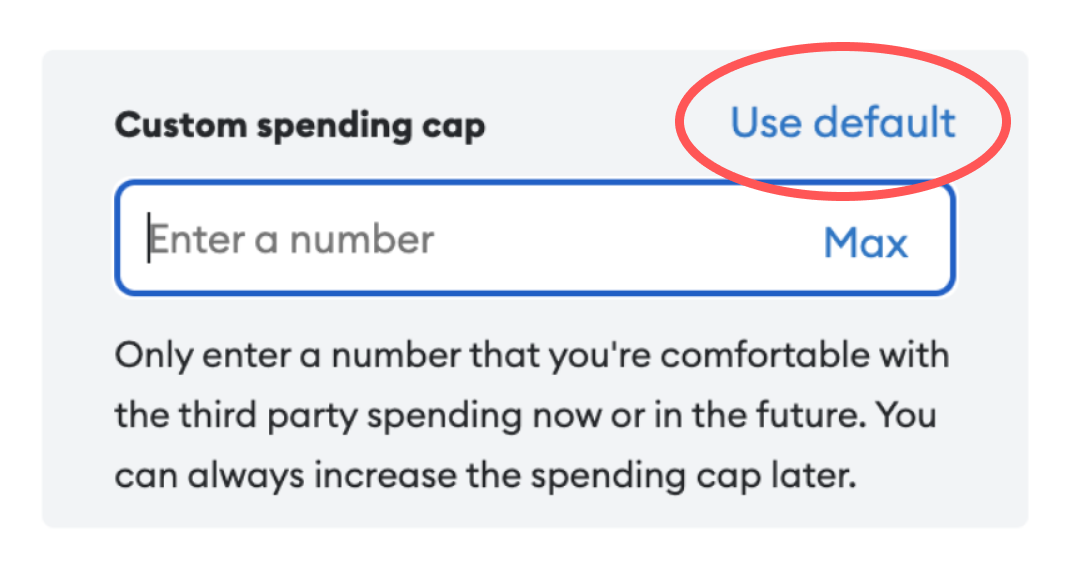 Custom spending cap Use default
Enter a number Max
Only enter a number that you're comfortable with
the third party spending now or in the future. You
can always increase the spending cap later.